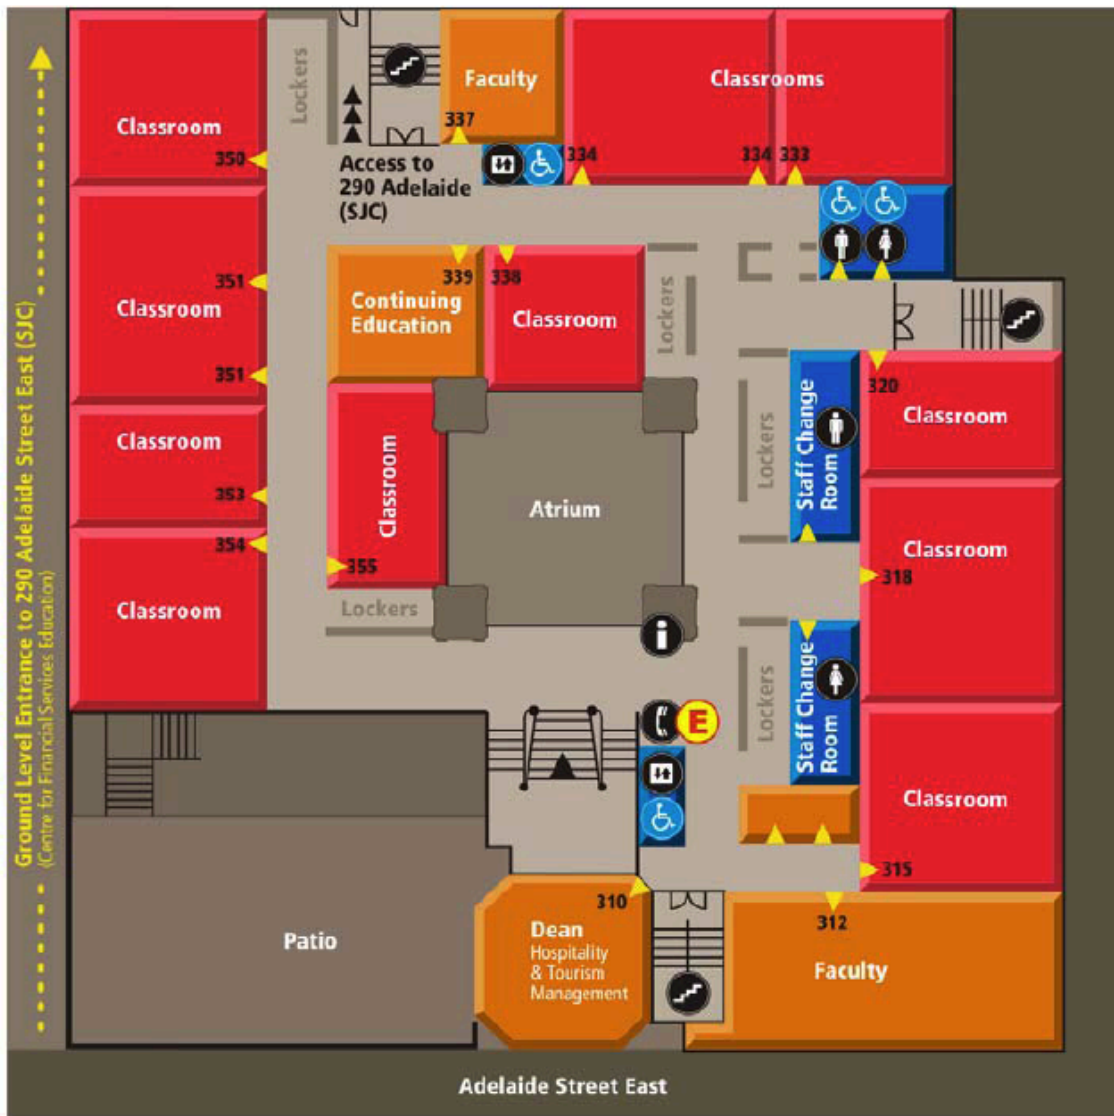 Classroom
350
Lockers
Faculty
337
Classrooms
334
334
333
Access to
290 Adelaide
(SJC)
Classroom
351
351
Continuing
Education
339
338
Classroom
Lockers
320
Classroom
Classroom
353
Classroom
355
Atrium
Lockers
Staff Change
Room
Classroom
318
354
Classroom
Lockers
i
E
Lockers
Staff Change
Room
Classroom
315
Patio
310
Dean
Hospitality
& Tourism
Management
312
Faculty
Ground Level Entrance to 290 Adelaide Street East (SJC)
(Centre for Financial Services Education)
Adelaide Street East